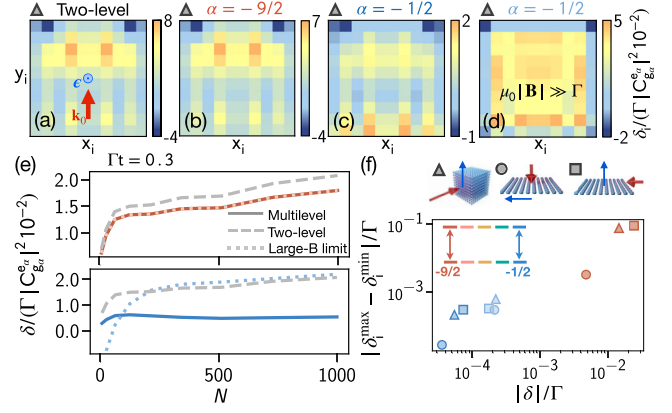 Two-level
8
-4
α = − 9/2
7
-4
α = − 1/2
5
-4
α = − 1/2
5
-2
y_i
ϵ
k_0
μ_0|B| ≫ Γ
(a)
(b)
(c)
(d)
x_i
x_i
x_i
x_i
δ_i/(Γ|C^{e_α}_{g_α}|^2 10^{-2})
(e)
Γt = 0.3
2.0
1.5
1.0
Multilevel
Two-level
Large-B limit
2.0
1.0
0.0
δ/(Γ|C^{e_α}_{g_α}|^2 10^{-2})
0
500
1000
N
(f)
10^{-1}
10^{-3}
-9/2
-1/2
|δ_i^{max} − δ_i^{min}|/Γ
10^{-4}
10^{-2}
|δ|/Γ